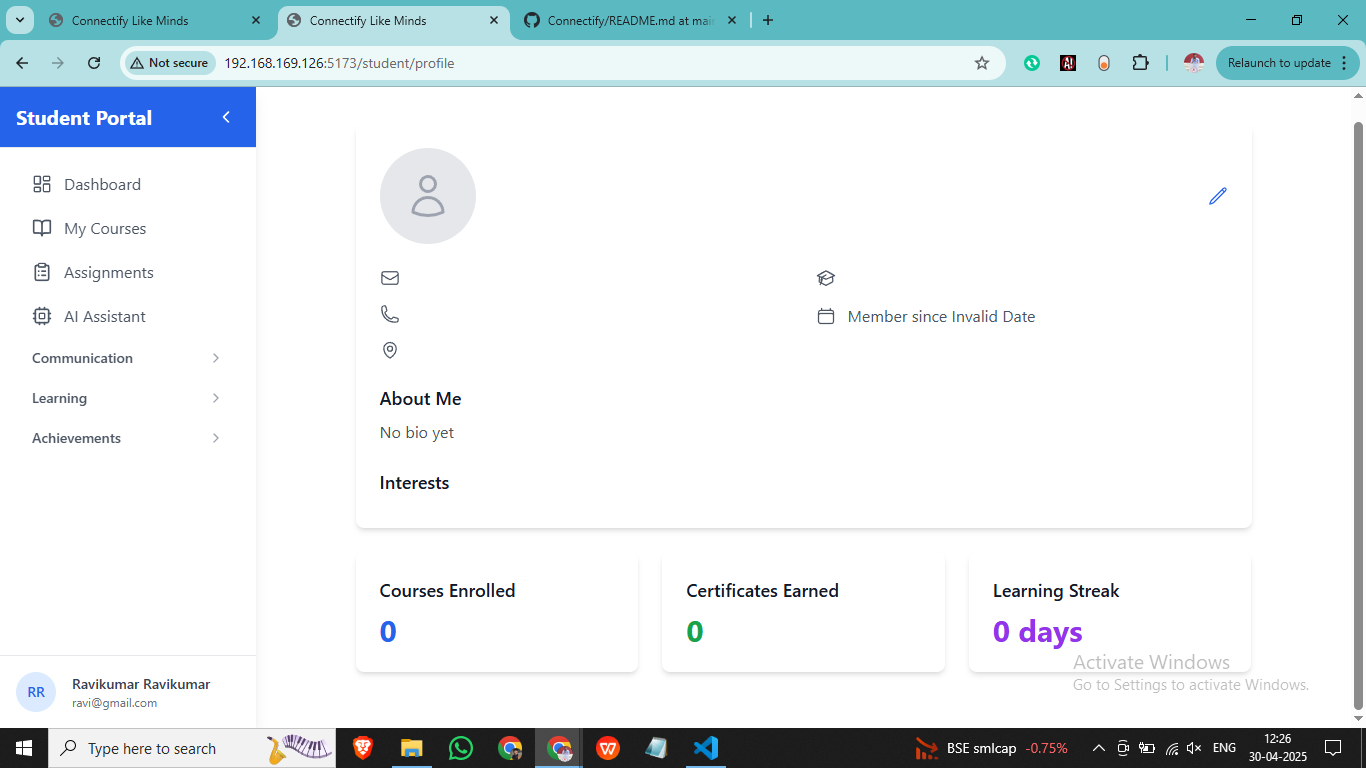 Connectify Like Minds
Connectify Like Minds
Connectify/README.md at mai
Not secure
192.168.169.126:5173/student/profile
Relaunch to update
Student Portal
Dashboard
My Courses
Assignments
AI Assistant
Communication
Learning
Achievements
Ravikumar Ravikumar
RR
ravi@gmail.com
Member since Invalid Date
About Me
No bio yet
Interests
Courses Enrolled
0
Certificates Earned
0
Learning Streak
0 days
Activate Windows
Go to Settings to activate Windows.
Type here to search
BSE smlcap -0.75%
ENG
12:26
30-04-2025